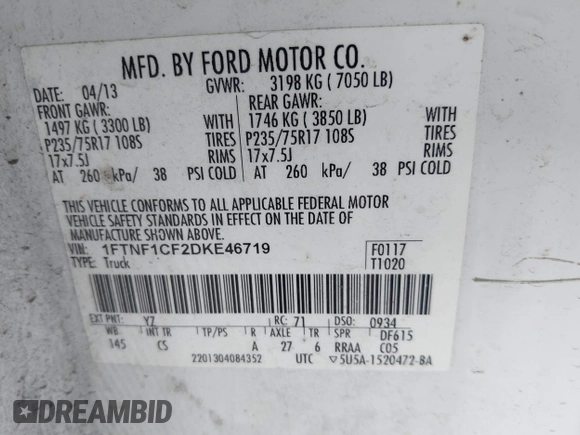 MFD. BY FORD MOTOR CO.
DATE: 04/13 GVWR: 3198 KG ( 7050 LB)
FRONT GAWR: REAR GAWR:
1497 KG ( 3300 LB) WITH 1746 KG ( 3850 LB) WITH
P235/75R17 108S TIRES P235/75R17 108S TIRES
17x7.5J RIMS 17x7.5J RIMS
AT 260 kPa/ 38 PSI COLD AT 260 kPa/ 38 PSI COLD
THIS VEHICLE CONFORMS TO ALL APPLICABLE FEDERAL MOTOR
VEHICLE SAFETY STANDARDS IN EFFECT ON THE DATE OF
MANUFACTURE SHOWN ABOVE.
VIN: 1FTNF1CF2DKE46719 F0117
TYPE: Truck T1020
EXT PNT: YZ RC: 71 DSO: 0934
WB INT TR TP/PS R AXLE TR SPR DF615
145 CS A 27 6 RRAA C05
2201304084352 UTC ▽5U5A-1520472-BA
DREAMBID